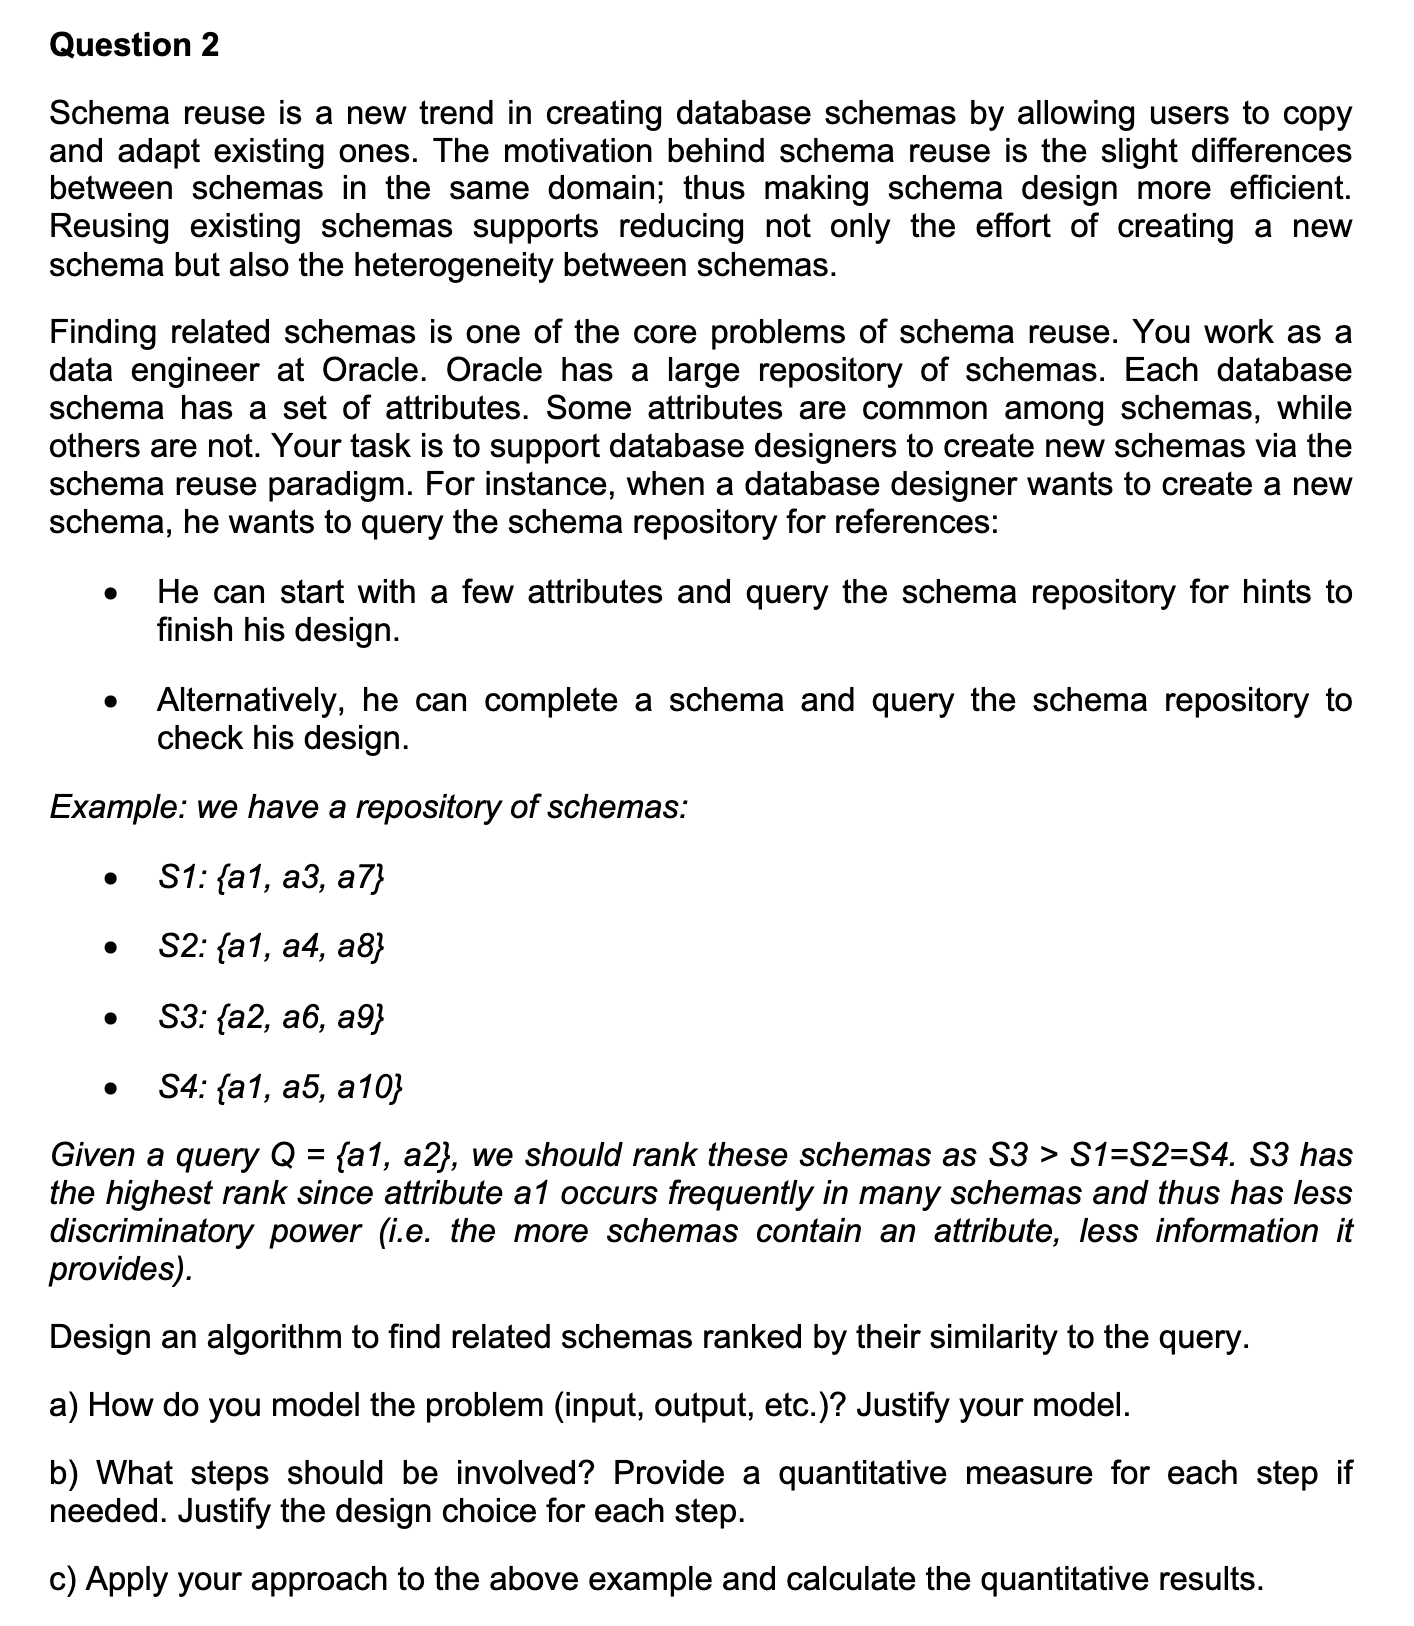 Question 2
Schema reuse is a new trend in creating database schemas by allowing users to copy
and adapt existing ones. The motivation behind schema reuse is the slight differences
between schemas in the same domain; thus making schema design more efficient.
Reusing existing schemas supports reducing not only the effort of creating a new
schema but also the heterogeneity between schemas.
Finding related schemas is one of the core problems of schema reuse. You work as a
data engineer at Oracle. Oracle has a large repository of schemas. Each database
schema has a set of attributes. Some attributes are common among schemas, while
others are not. Your task is to support database designers to create new schemas via the
schema reuse paradigm. For instance, when a database designer wants to create a new
schema, he wants to query the schema repository for references:
• He can start with a few attributes and query the schema repository for hints to
finish his design.
• Alternatively, he can complete a schema and query the schema repository to
check his design.
Example: we have a repository of schemas:
• S1: {a1, a3, a7}
• S2: {a1, a4, a8}
• S3: {a2, a6, a9}
• S4: {a1, a5, a10}
Given a query Q = {a1, a2}, we should rank these schemas as S3 > S1=S2=S4. S3 has
the highest rank since attribute a1 occurs frequently in many schemas and thus has less
discriminatory power (i.e. the more schemas contain an attribute, less information it
provides).
Design an algorithm to find related schemas ranked by their similarity to the query.
a) How do you model the problem (input, output, etc.)? Justify your model.
b) What steps should be involved? Provide a quantitative measure for each step if
needed. Justify the design choice for each step.
c) Apply your approach to the above example and calculate the quantitative results.